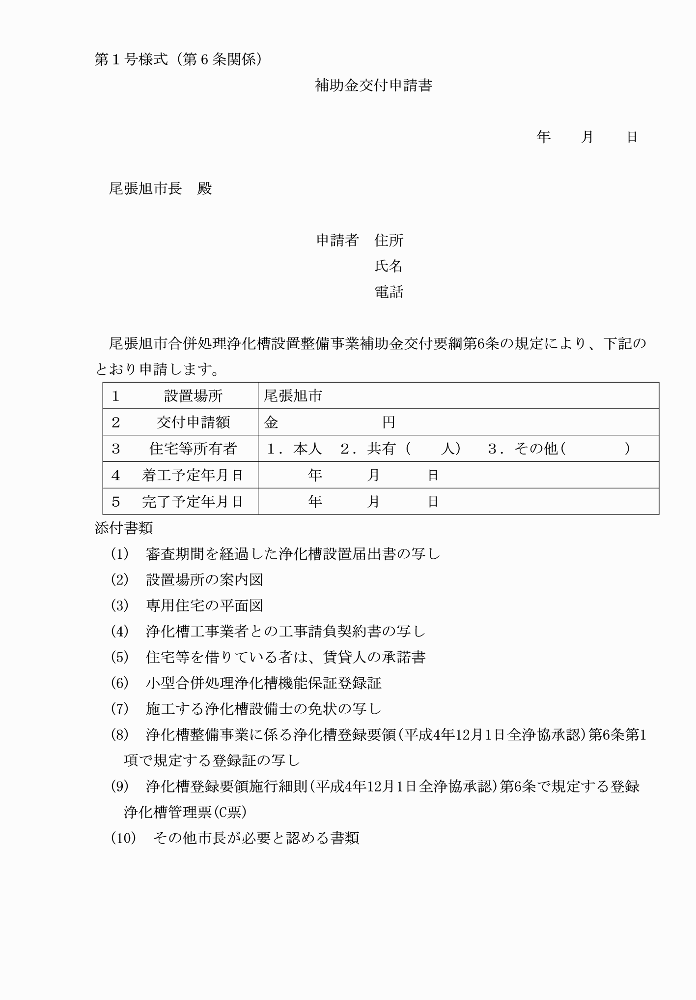 第１号様式（第６条関係）
補助金交付申請書
年　　月　　日
尾張旭市長　殿
申請者　住所
氏名
電話
尾張旭市合併処理浄化槽設置整備事業補助金交付要綱第6条の規定により、下記の
とおり申請します。
１　設置場所　尾張旭市
２　交付申請額　金　　　　　　　円
３　住宅等所有者　１．本人　２．共有（　　人）　３．その他(　　　　)
４　着工予定年月日　　　年　　　月　　　日
５　完了予定年月日　　　年　　　月　　　日
添付書類
(1)　審査期間を経過した浄化槽設置届出書の写し
(2)　設置場所の案内図
(3)　専用住宅の平面図
(4)　浄化槽工事業者との工事請負契約書の写し
(5)　住宅等を借りている者は、賃貸人の承諾書
(6)　小型合併処理浄化槽機能保証登録証
(7)　施工する浄化槽設備士の免状の写し
(8)　浄化槽整備事業に係る浄化槽登録要領(平成4年12月1日全浄協承認)第6条第1
項で規定する登録証の写し
(9)　浄化槽登録要領施行細則(平成4年12月1日全浄協承認)第6条で規定する登録
浄化槽管理票(C票)
(10)　その他市長が必要と認める書類